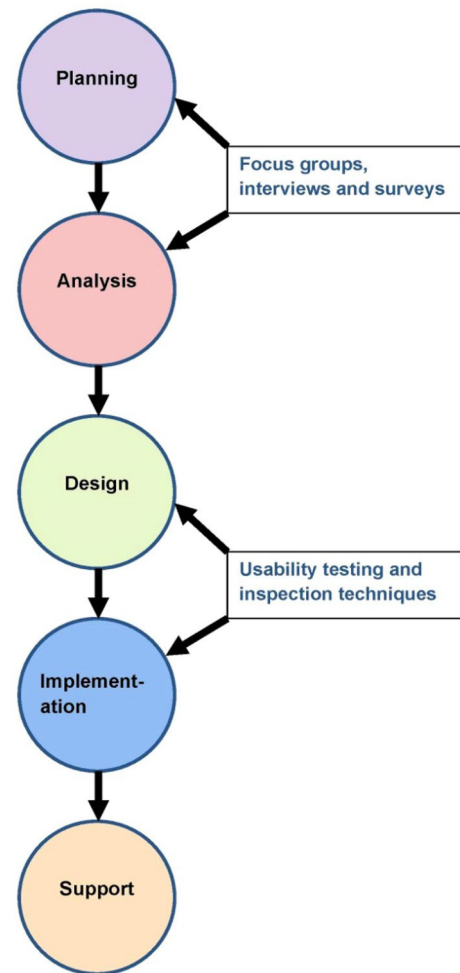 Planning
Focus groups,
interviews and surveys
Analysis
Design
Usability testing and
inspection techniques
Implement-
ation
Support